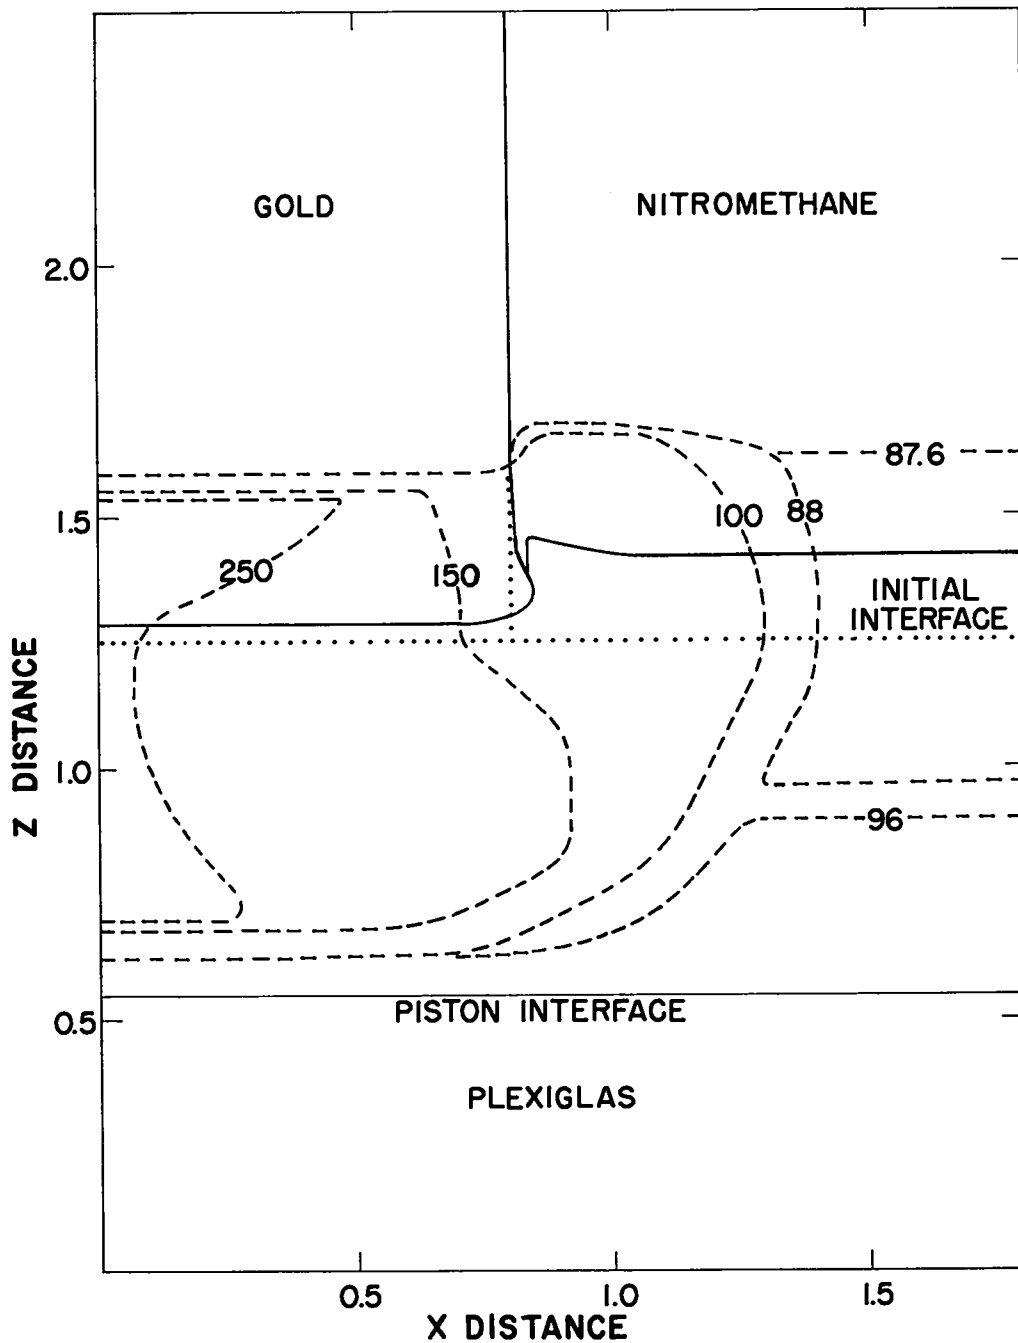 GOLD
NITROMETHANE
2.0
87.6
1.5
100
88
250
150
INITIAL
INTERFACE
Z DISTANCE
1.0
96
PISTON INTERFACE
0.5
PLEXIGLAS
0.5
1.0
1.5
X DISTANCE